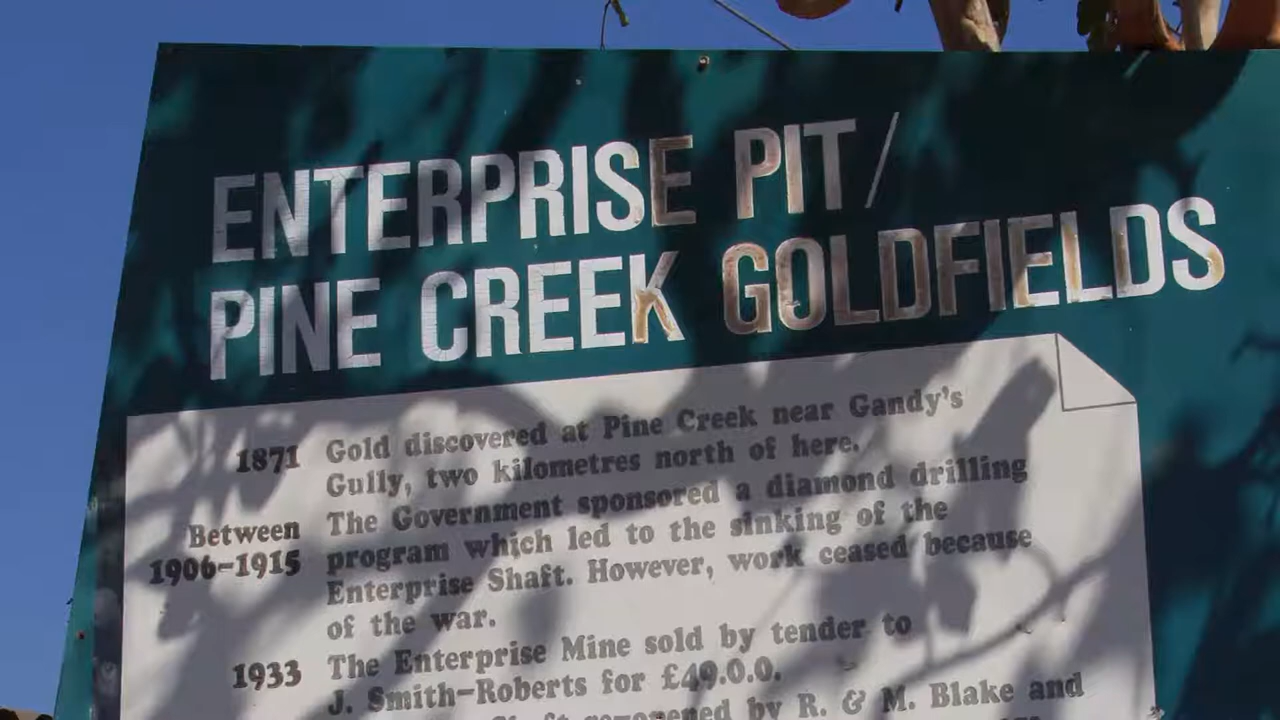 ENTERPRISE PIT/
PINE CREEK GOLDFIELDS
1871 Gold discovered at Pine Creek near Gandy's
Gully, two kilometres north of here.
Between The Government sponsored a diamond drilling
1906-1915 program which led to the sinking of the
Enterprise Shaft. However, work ceased because
of the war.
1933 The Enterprise Mine sold by tender to
J. Smith-Roberts for £49.0.0.
Shaft reopened by R. & M. Blake and